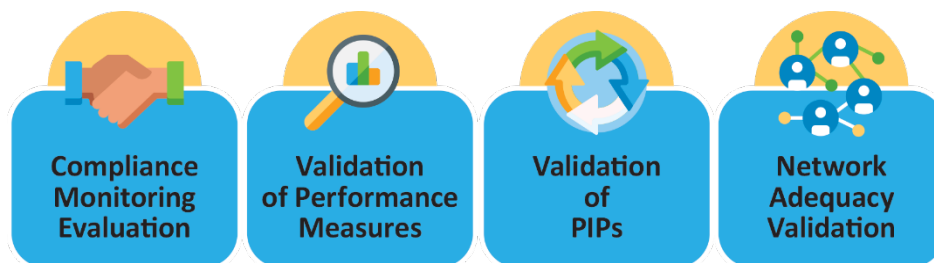 Compliance
Monitoring
Evaluation
Validation
of Performance
Measures
Validation
of
PIPs
Network
Adequacy
Validation